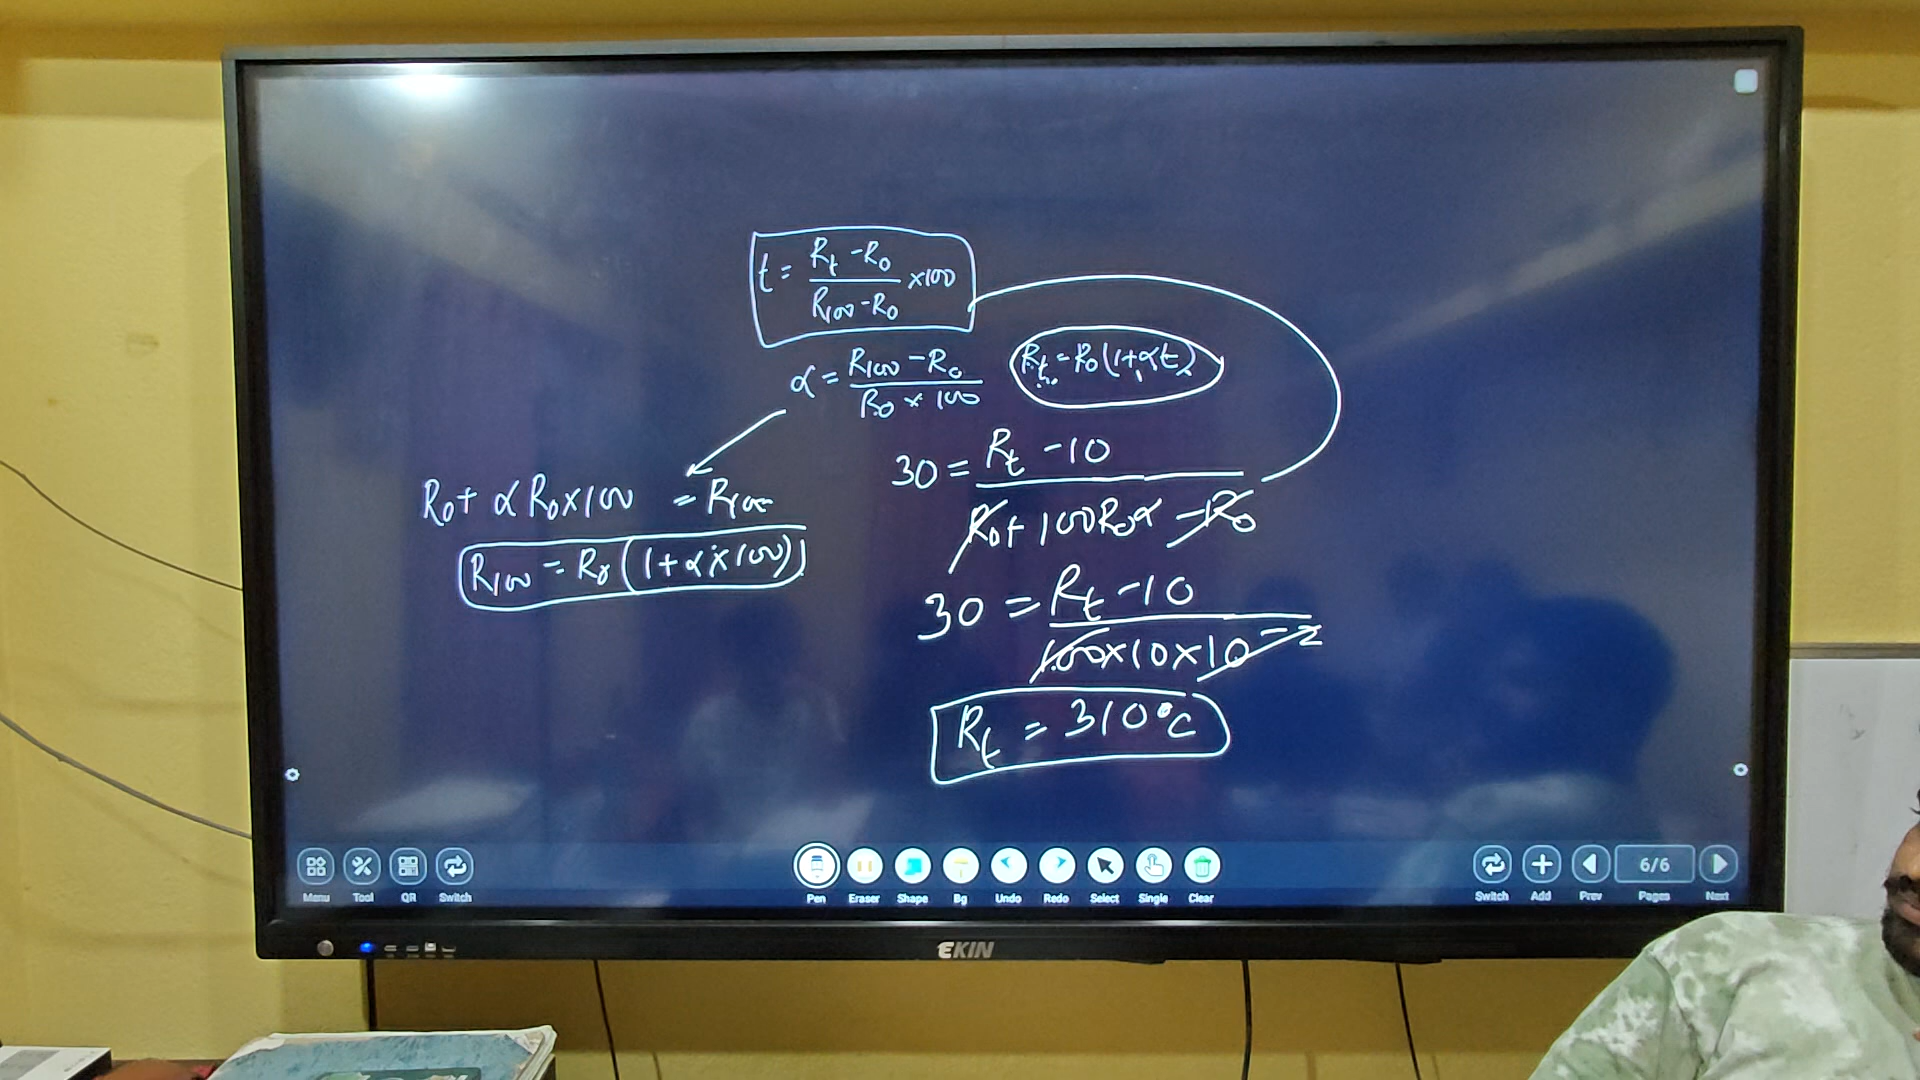 t = (Rt - R0)/(R100 - R0) ×100
α = (R100 - R0)/(R0 × 100)
Rt = R0(1+αt)
R0 + αR0×100 = R100
R100 = R0(1+α×100)
30 = (Rt - 10)/(R0 + 100R0α - R0)
30 = (Rt - 10)/(100×10×10^-2)
Rt = 310°C
Menu Tool QR Switch
Pen Eraser Shape Bg Undo Redo Select Single Clear
Switch Add Prev 6/6 Pages Next
EKIN